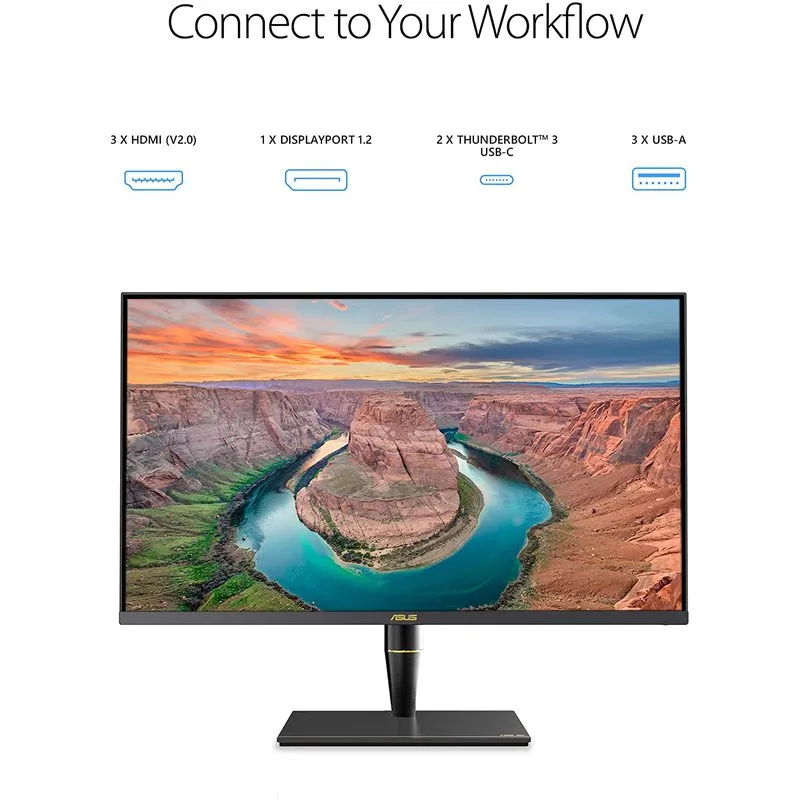 Connect to Your Workflow
3 X HDMI (V2.0)
1 X DISPLAYPORT 1.2
2 X THUNDERBOLT™ 3
USB-C
3 X USB-A
ASUS